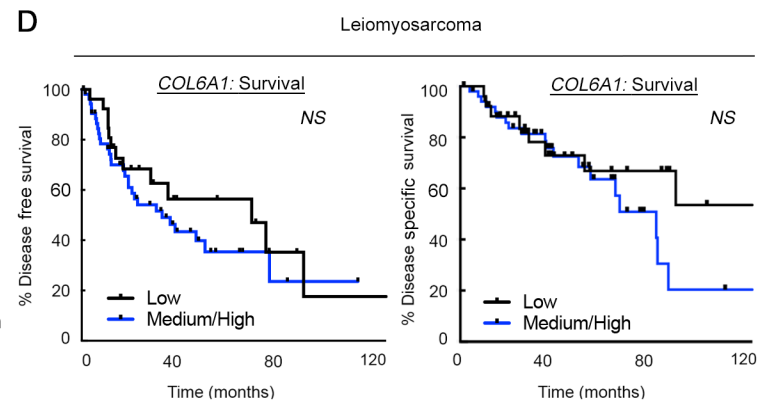 D
Leiomyosarcoma
COL6A1: Survival
NS
% Disease free survival
100
80
60
40
20
0
Low
Medium/High
0 40 80 120
Time (months)
COL6A1: Survival
NS
% Disease specific survival
100
80
60
40
20
0
Low
Medium/High
0 40 80 120
Time (months)